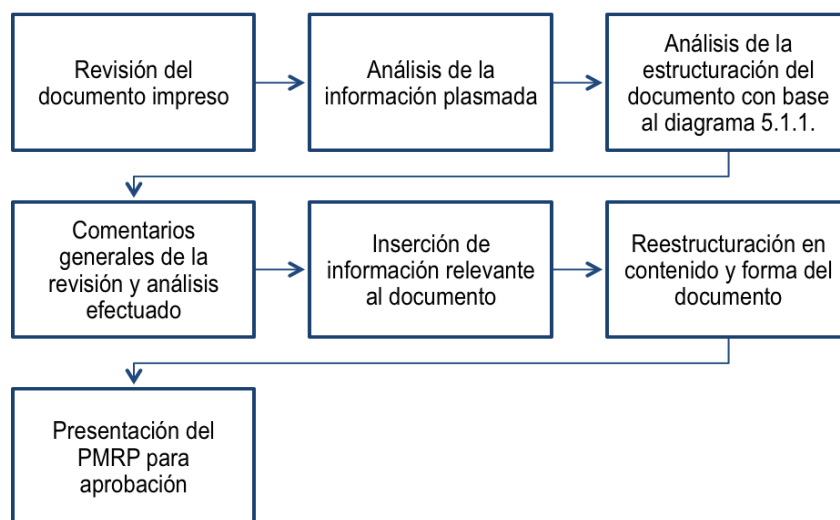 Revisión del
documento impreso
Análisis de la
información plasmada
Análisis de la
estructuración del
documento con base
al diagrama 5.1.1.
Comentarios
generales de la
revisión y análisis
efectuado
Inserción de
información relevante
al documento
Reestructuración en
contenido y forma del
documento
Presentación del
PMRP para
aprobación